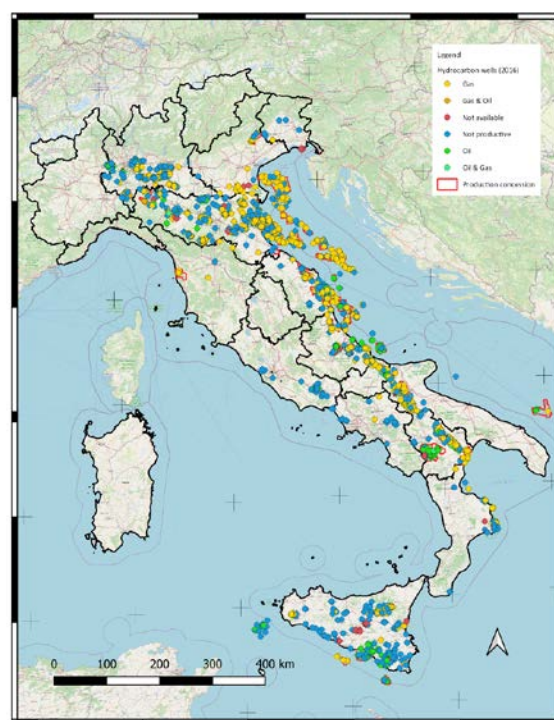 Legend
Hydrocarbon wells (2016)
Gas
Gas & Oil
Not available
Not productive
Oil
Oil & Gas
Production concession
0 100 200 300 400 km